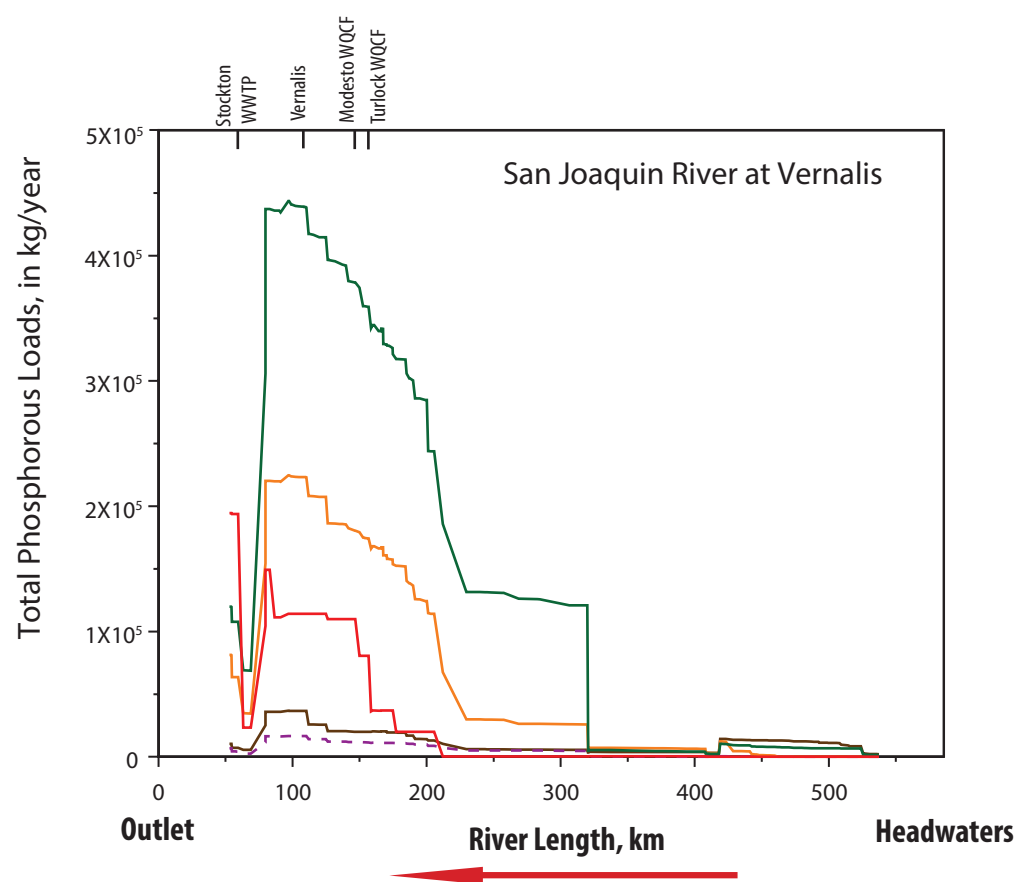 Stockton
WWTP
Vernalis
Modesto WQCF
Turlock WQCF
San Joaquin River at Vernalis
Total Phosphorous Loads, in kg/year
5X10⁵
4X10⁵
3X10⁵
2X10⁵
1X10⁵
0
0 100 200 300 400 500
Outlet River Length, km Headwaters